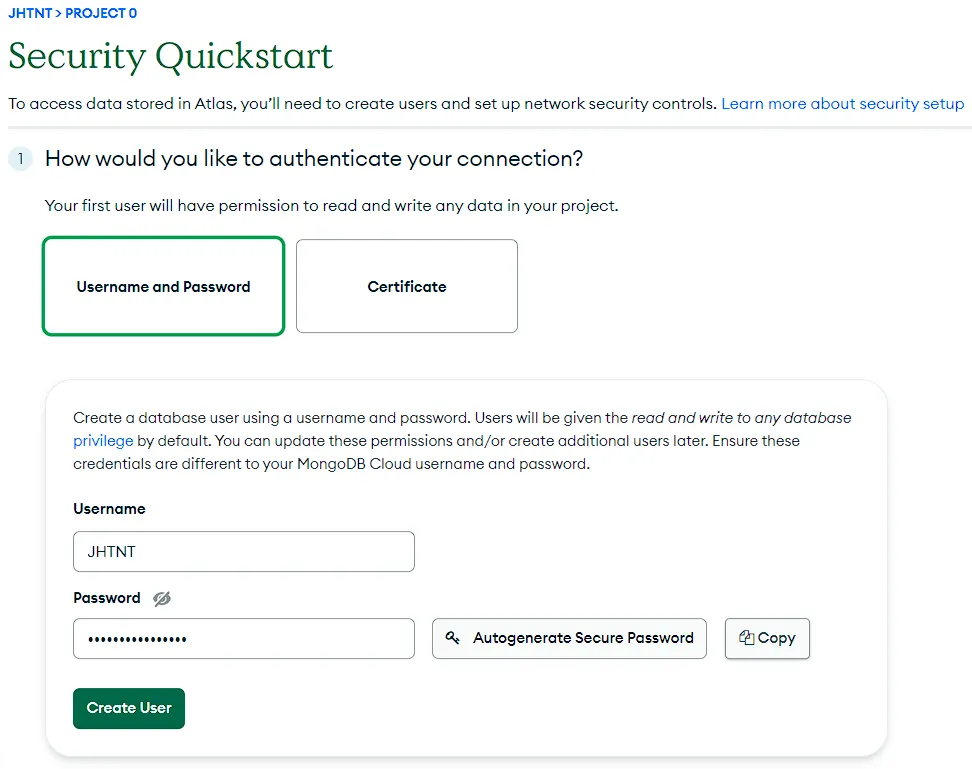 JHTNT > PROJECT 0
Security Quickstart
To access data stored in Atlas, you'll need to create users and set up network security controls. Learn more about security setup
1 How would you like to authenticate your connection?
Your first user will have permission to read and write any data in your project.
Username and Password Certificate
Create a database user using a username and password. Users will be given the read and write to any database
privilege by default. You can update these permissions and/or create additional users later. Ensure these
credentials are different to your MongoDB Cloud username and password.
Username
JHTNT
Password
••••••••••••••••
Autogenerate Secure Password Copy
Create User